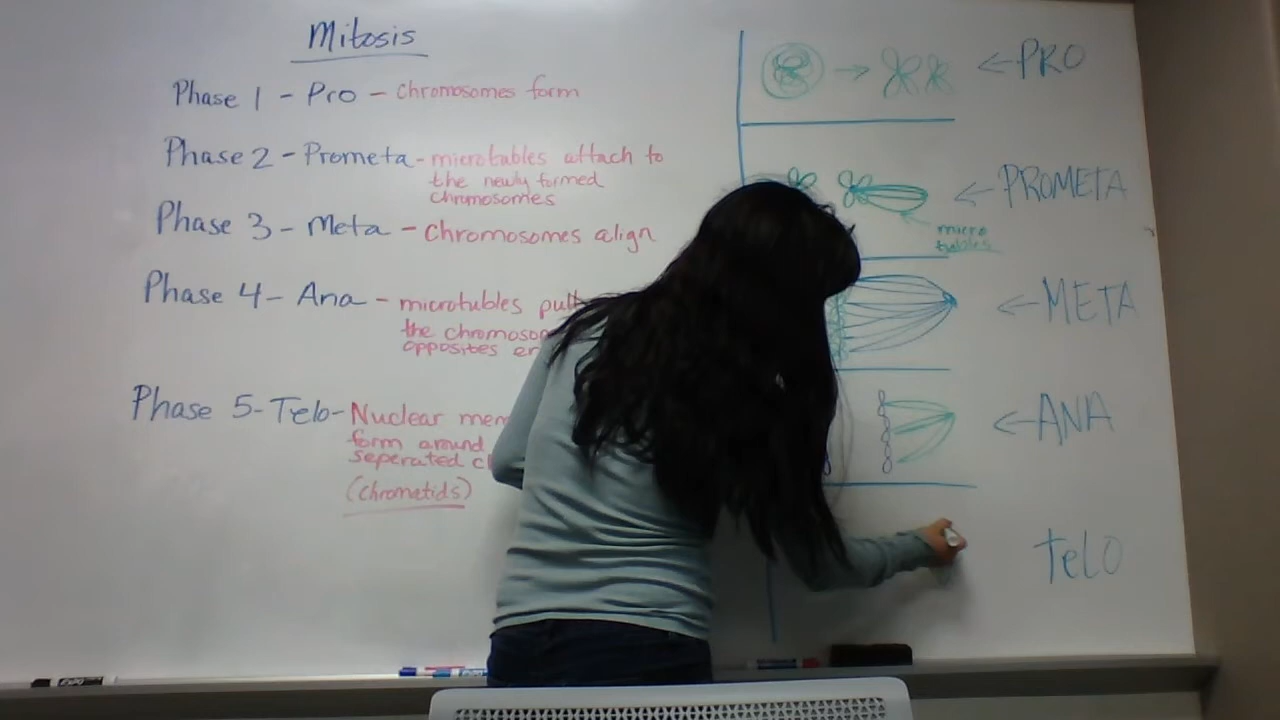 Mitosis
Phase 1 - Pro - chromosomes form
Phase 2 - Prometa - microtubles attach to
the newly formed
chromosomes
Phase 3 - Meta - chromosomes align
Phase 4 - Ana - microtubles pull
the
opposites
Phase 5 - Telo - Nuclear
form around
seperated
(chromatids)
← PRO
← PROMETA
micro
tubles
← META
← ANA
telo